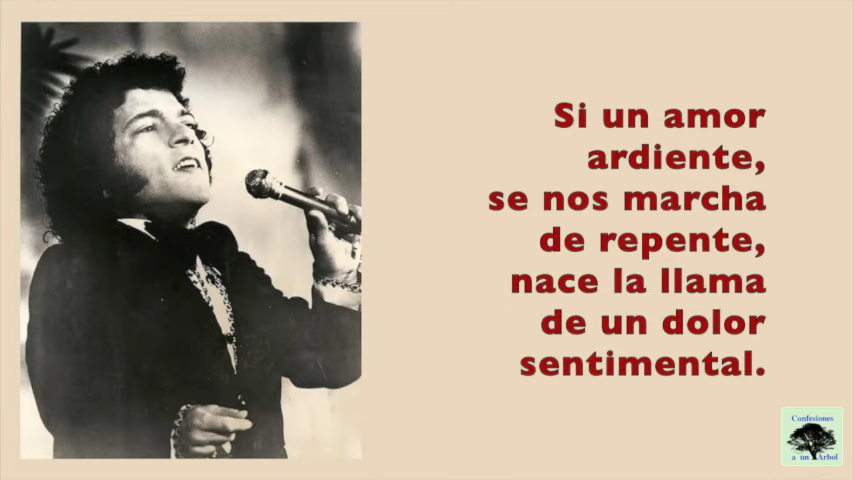 Si un amor
ardiente,
se nos marcha
de repente,
nace la llama
de un dolor
sentimental.
Confesiones
a un Árbol